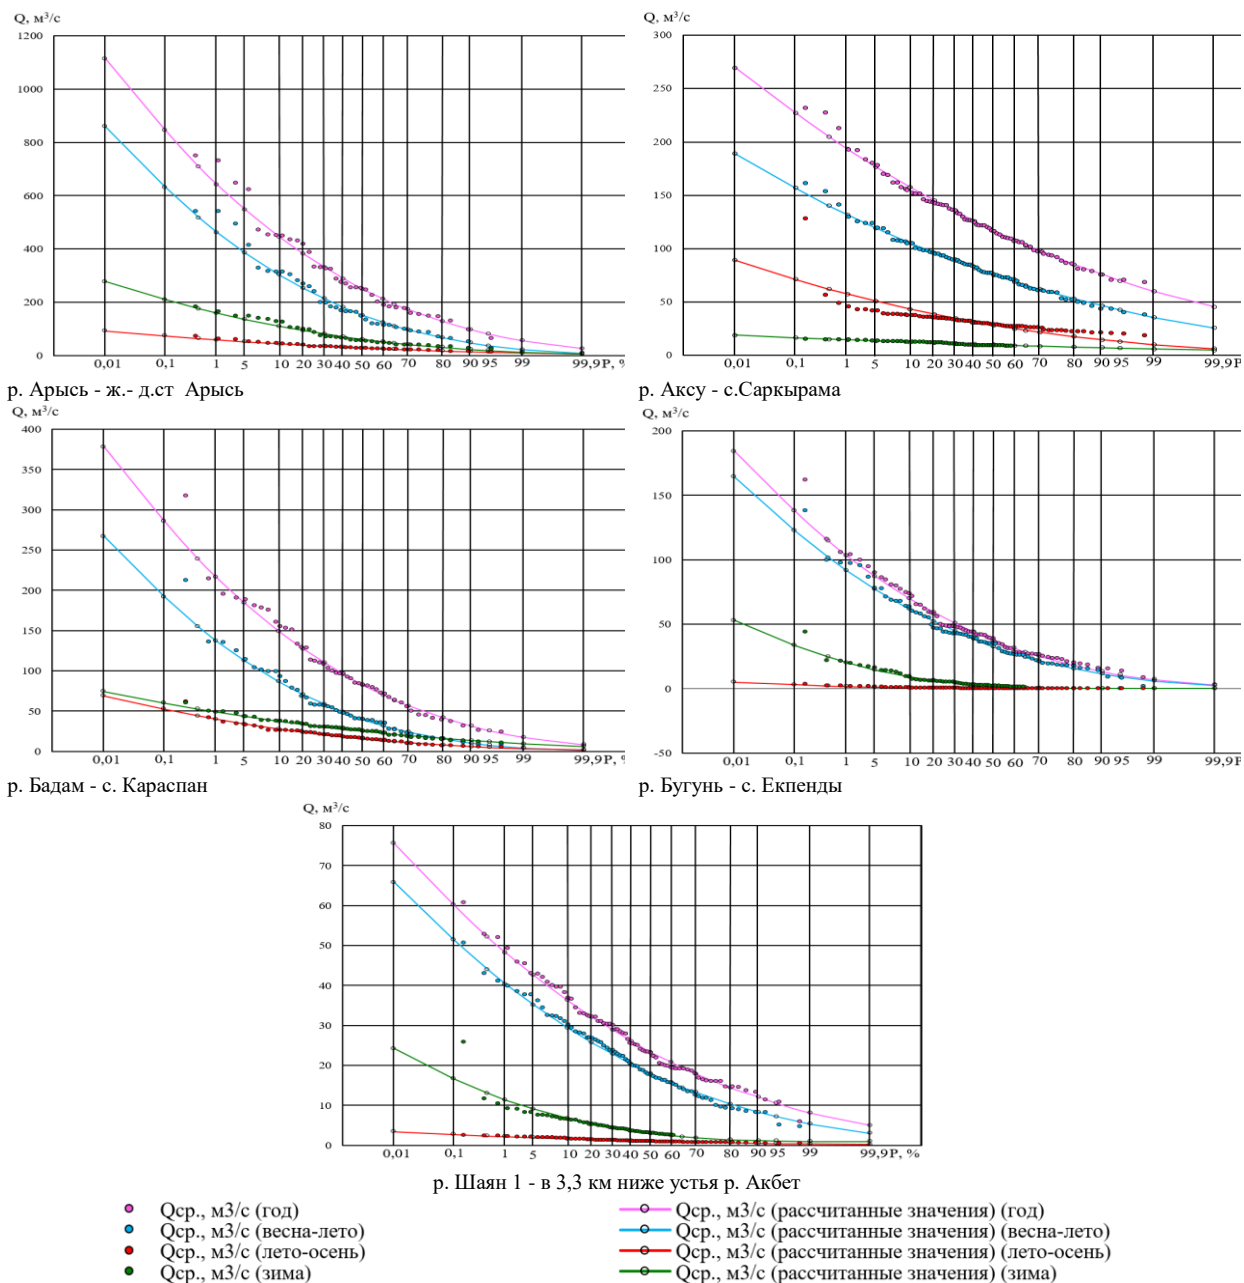 Q, м³/с
1200
1000
800
600
400
200
0
0,01 0,1 1 5 10 20 30 40 50 60 70 80 90 95 99 99,9 P, %
р. Арысь - ж.- д.ст  Арысь
Q, м³/с
300
250
200
150
100
50
0
0,01 0,1 1 5 10 20 30 40 50 60 70 80 90 95 99 99,9 P
р. Аксу - с.Саркырама
Q, м³/с
400
350
300
250
200
150
100
50
0
0,01 0,1 1 5 10 20 30 40 50 60 70 80 90 95 99 99,9 P, %
р. Бадам - с. Караспан
Q, м³/с
200
150
100
50
0
-50
0,01 0,1 1 5 10 20 30 40 50 60 70 80 90 95 99 99,9 P
р. Бугунь - с. Екпенды
Q, м³/с
80
70
60
50
40
30
20
10
0
0,01 0,1 1 5 10 20 30 40 50 60 70 80 90 95 99 99,9 P, %
р. Шаян 1 - в 3,3 км ниже устья р. Акбет
Qср., м3/с (год)
Qср., м3/с (весна-лето)
Qср., м3/с (лето-осень)
Qср., м3/с (зима)
Qср., м3/с (рассчитанные значения) (год)
Qср., м3/с (рассчитанные значения) (весна-лето)
Qср., м3/с (рассчитанные значения) (лето-осень)
Qср., м3/с (рассчитанные значения) (зима)